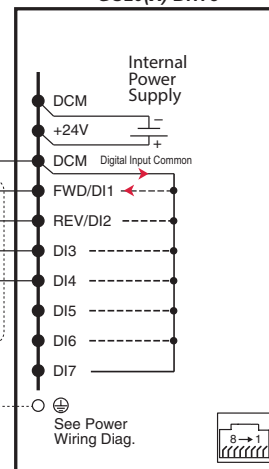 Internal
Power
Supply
DCM
+24V
–
+
DCM
Digital Input Common
FWD/DI1
REV/DI2
DI3
DI4
DI5
DI6
DI7
See Power
Wiring Diag.
8→1